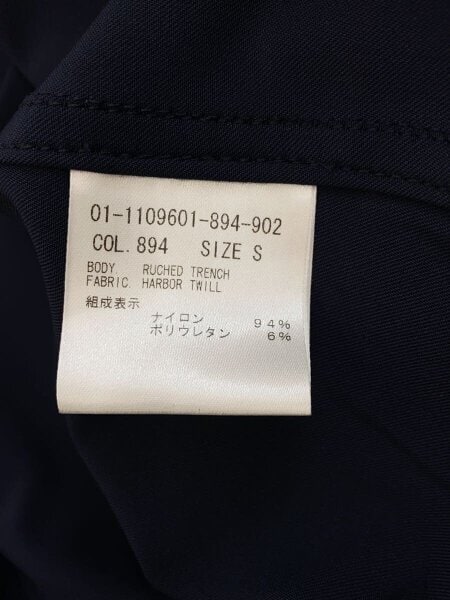 01-1109601-894-902
COL. 894 SIZE S
BODY RUCHED TRENCH
FABRIC HARBOR TWILL
組成表示
ナイロン 94%
ポリウレタン 6%